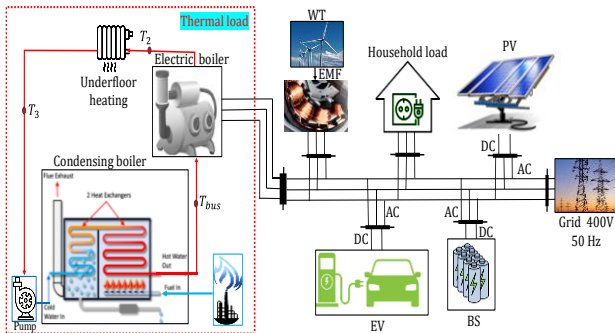 Thermal load
T2
Underfloor
heating
T3
Electric boiler
Condensing boiler
Flue Exhaust
2 Heat Exchangers
Tbus
Hot Water
Out
Fuel In
Cold
Water In
Pump
WT
EMF
Household load
PV
DC
AC
AC
DC
EV
AC
DC
BS
Grid 400V
50 Hz